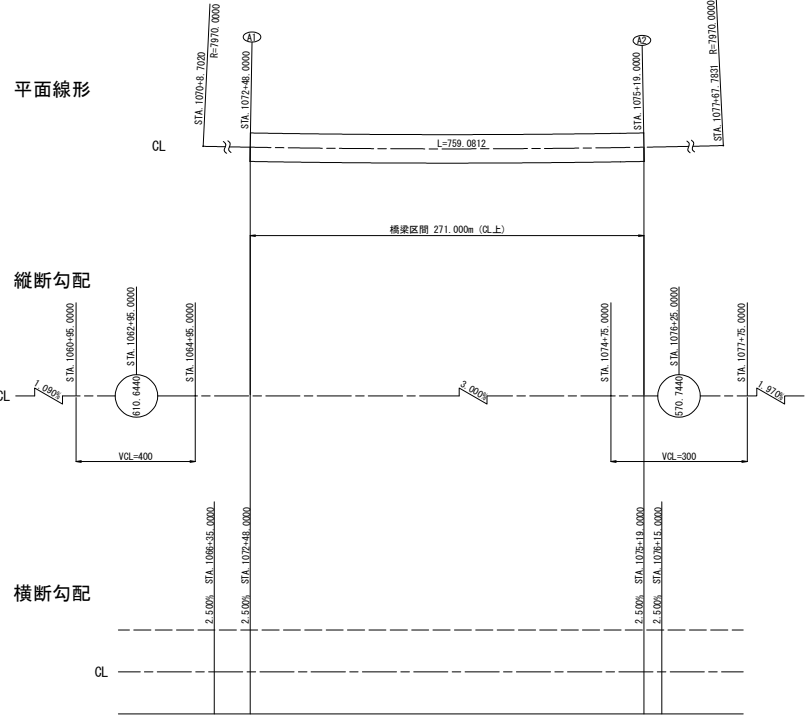 平面線形
STA.1070+8.7020
R=7970.0000
A1
STA.1072+48.0000
A2
STA.1075+19.0000
STA.1077+67.7831
R=7970.0000
CL
L=759.0812
橋梁区間 271.000m (CL上)
縦断勾配
STA.1060+95.0000
STA.1062+95.0000
STA.1064+95.0000
STA.1074+75.0000
STA.1076+25.0000
STA.1077+75.0000
CL
1.090%
610.6440
3.000%
570.7440
1.970%
VCL=400
VCL=300
横断勾配
2.500% STA.1066+35.0000
2.500% STA.1072+48.0000
2.500% STA.1075+19.0000
2.500% STA.1076+15.0000
CL